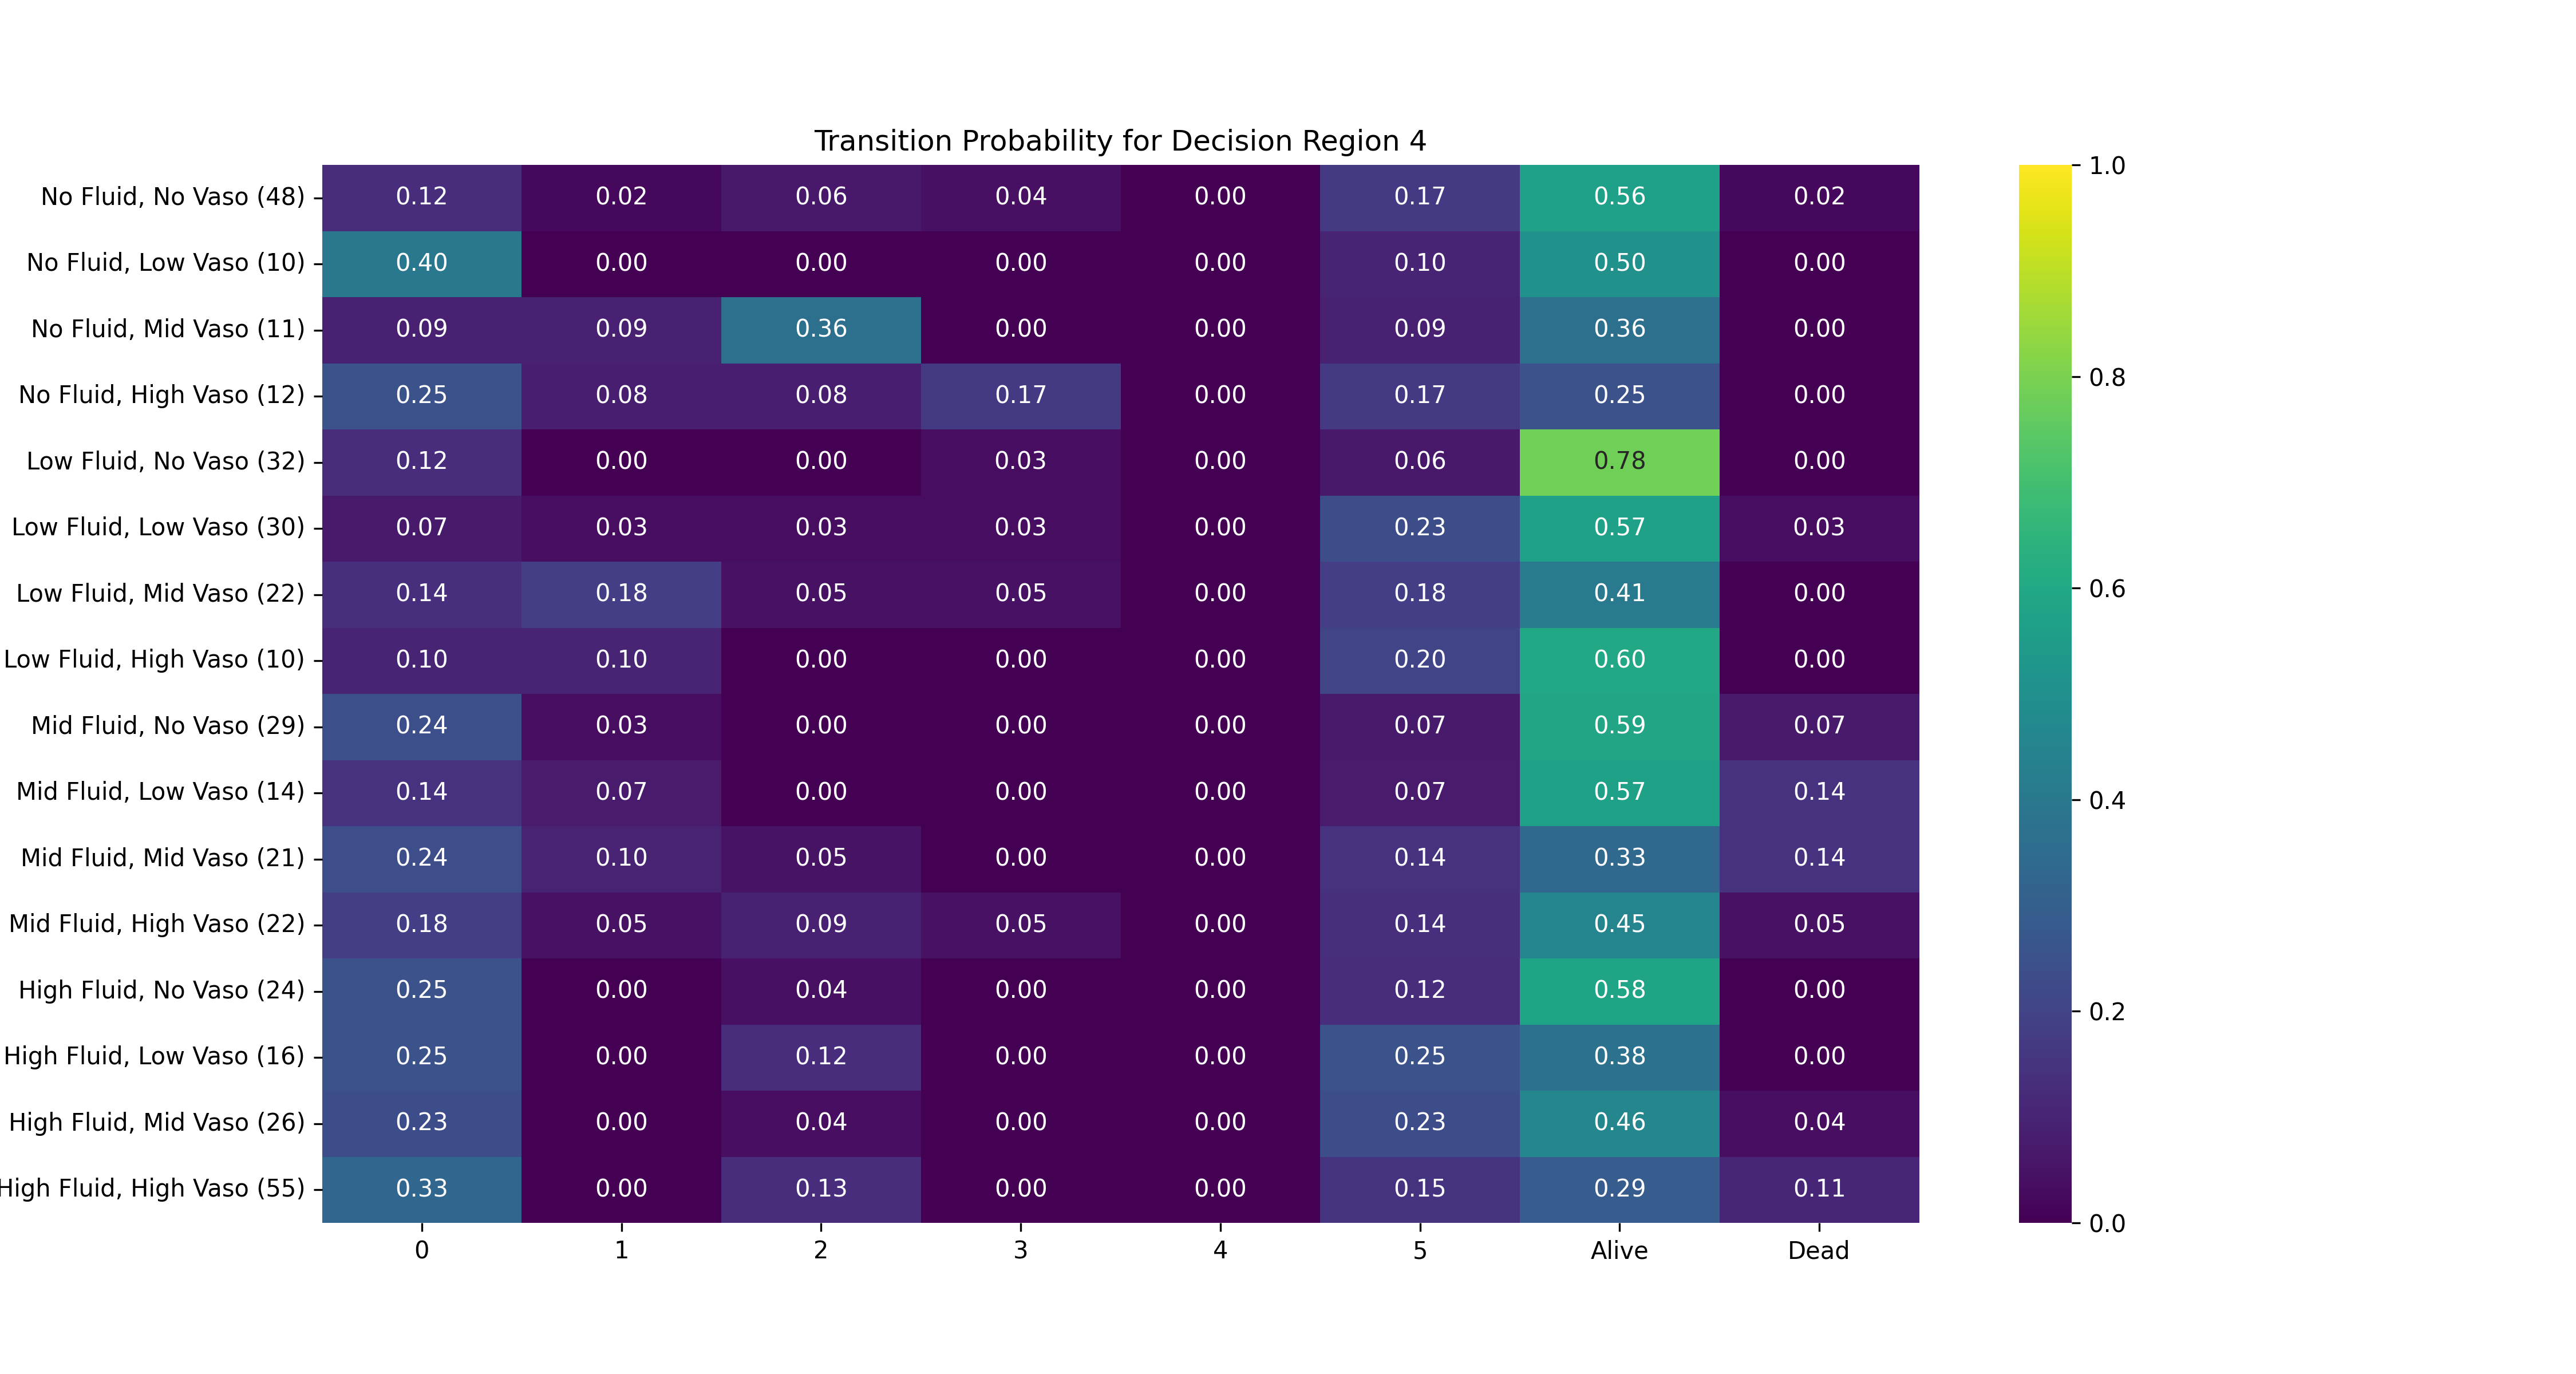 Transition Probability for Decision Region 4
No Fluid, No Vaso (48) 0.12 0.02 0.06 0.04 0.00 0.17 0.56 0.02
No Fluid, Low Vaso (10) 0.40 0.00 0.00 0.00 0.00 0.10 0.50 0.00
No Fluid, Mid Vaso (11) 0.09 0.09 0.36 0.00 0.00 0.09 0.36 0.00
No Fluid, High Vaso (12) 0.25 0.08 0.08 0.17 0.00 0.17 0.25 0.00
Low Fluid, No Vaso (32) 0.12 0.00 0.00 0.03 0.00 0.06 0.78 0.00
Low Fluid, Low Vaso (30) 0.07 0.03 0.03 0.03 0.00 0.23 0.57 0.03
Low Fluid, Mid Vaso (22) 0.14 0.18 0.05 0.05 0.00 0.18 0.41 0.00
Low Fluid, High Vaso (10) 0.10 0.10 0.00 0.00 0.00 0.20 0.60 0.00
Mid Fluid, No Vaso (29) 0.24 0.03 0.00 0.00 0.00 0.07 0.59 0.07
Mid Fluid, Low Vaso (14) 0.14 0.07 0.00 0.00 0.00 0.07 0.57 0.14
Mid Fluid, Mid Vaso (21) 0.24 0.10 0.05 0.00 0.00 0.14 0.33 0.14
Mid Fluid, High Vaso (22) 0.18 0.05 0.09 0.05 0.00 0.14 0.45 0.05
High Fluid, No Vaso (24) 0.25 0.00 0.04 0.00 0.00 0.12 0.58 0.00
High Fluid, Low Vaso (16) 0.25 0.00 0.12 0.00 0.00 0.25 0.38 0.00
High Fluid, Mid Vaso (26) 0.23 0.00 0.04 0.00 0.00 0.23 0.46 0.04
High Fluid, High Vaso (55) 0.33 0.00 0.13 0.00 0.00 0.15 0.29 0.11
0 1 2 3 4 5 Alive Dead
1.0
0.8
0.6
0.4
0.2
0.0